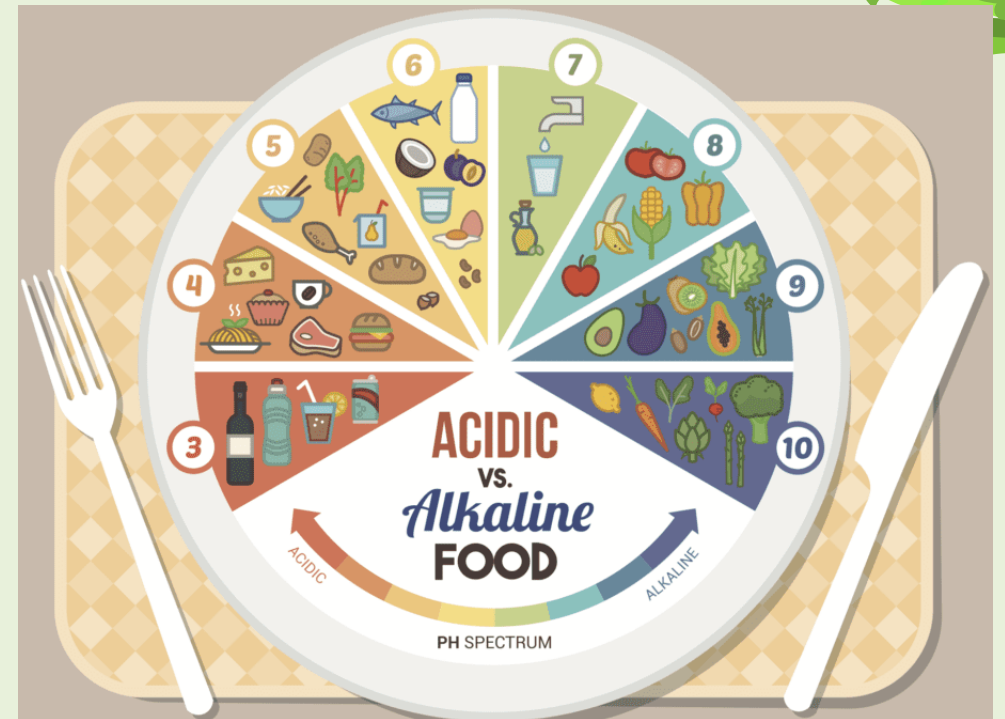 6
7
5
8
4
9
3
10
ACIDIC
VS.
Alkaline
FOOD
ACIDIC
ALKALINE
PH SPECTRUM